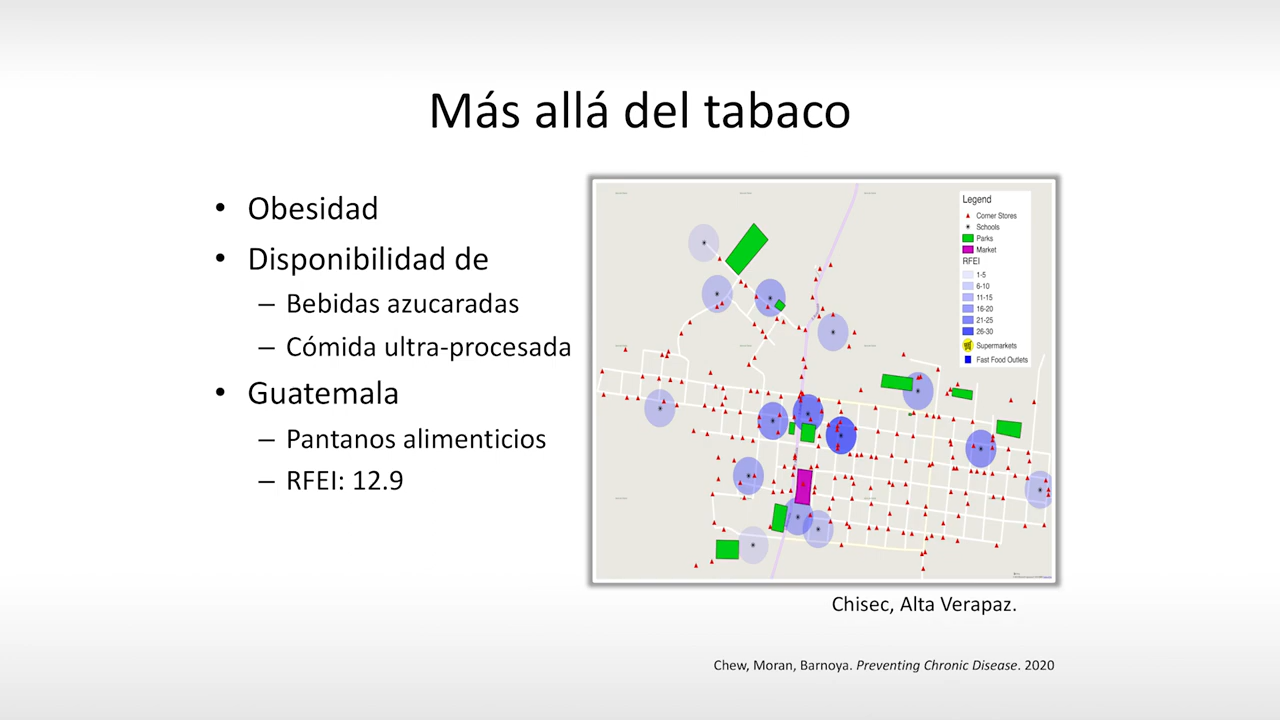 Más allá del tabaco
• Obesidad
• Disponibilidad de
– Bebidas azucaradas
– Cómida ultra-procesada
• Guatemala
– Pantanos alimenticios
– RFEI: 12.9
Legend
Corner Stores
Schools
Parks
Market
RFEI
1-5
6-10
11-15
16-20
21-25
26-30
Supermarkets
Fast Food Outlets
Chisec, Alta Verapaz.
Chew, Moran, Barnoya. Preventing Chronic Disease. 2020